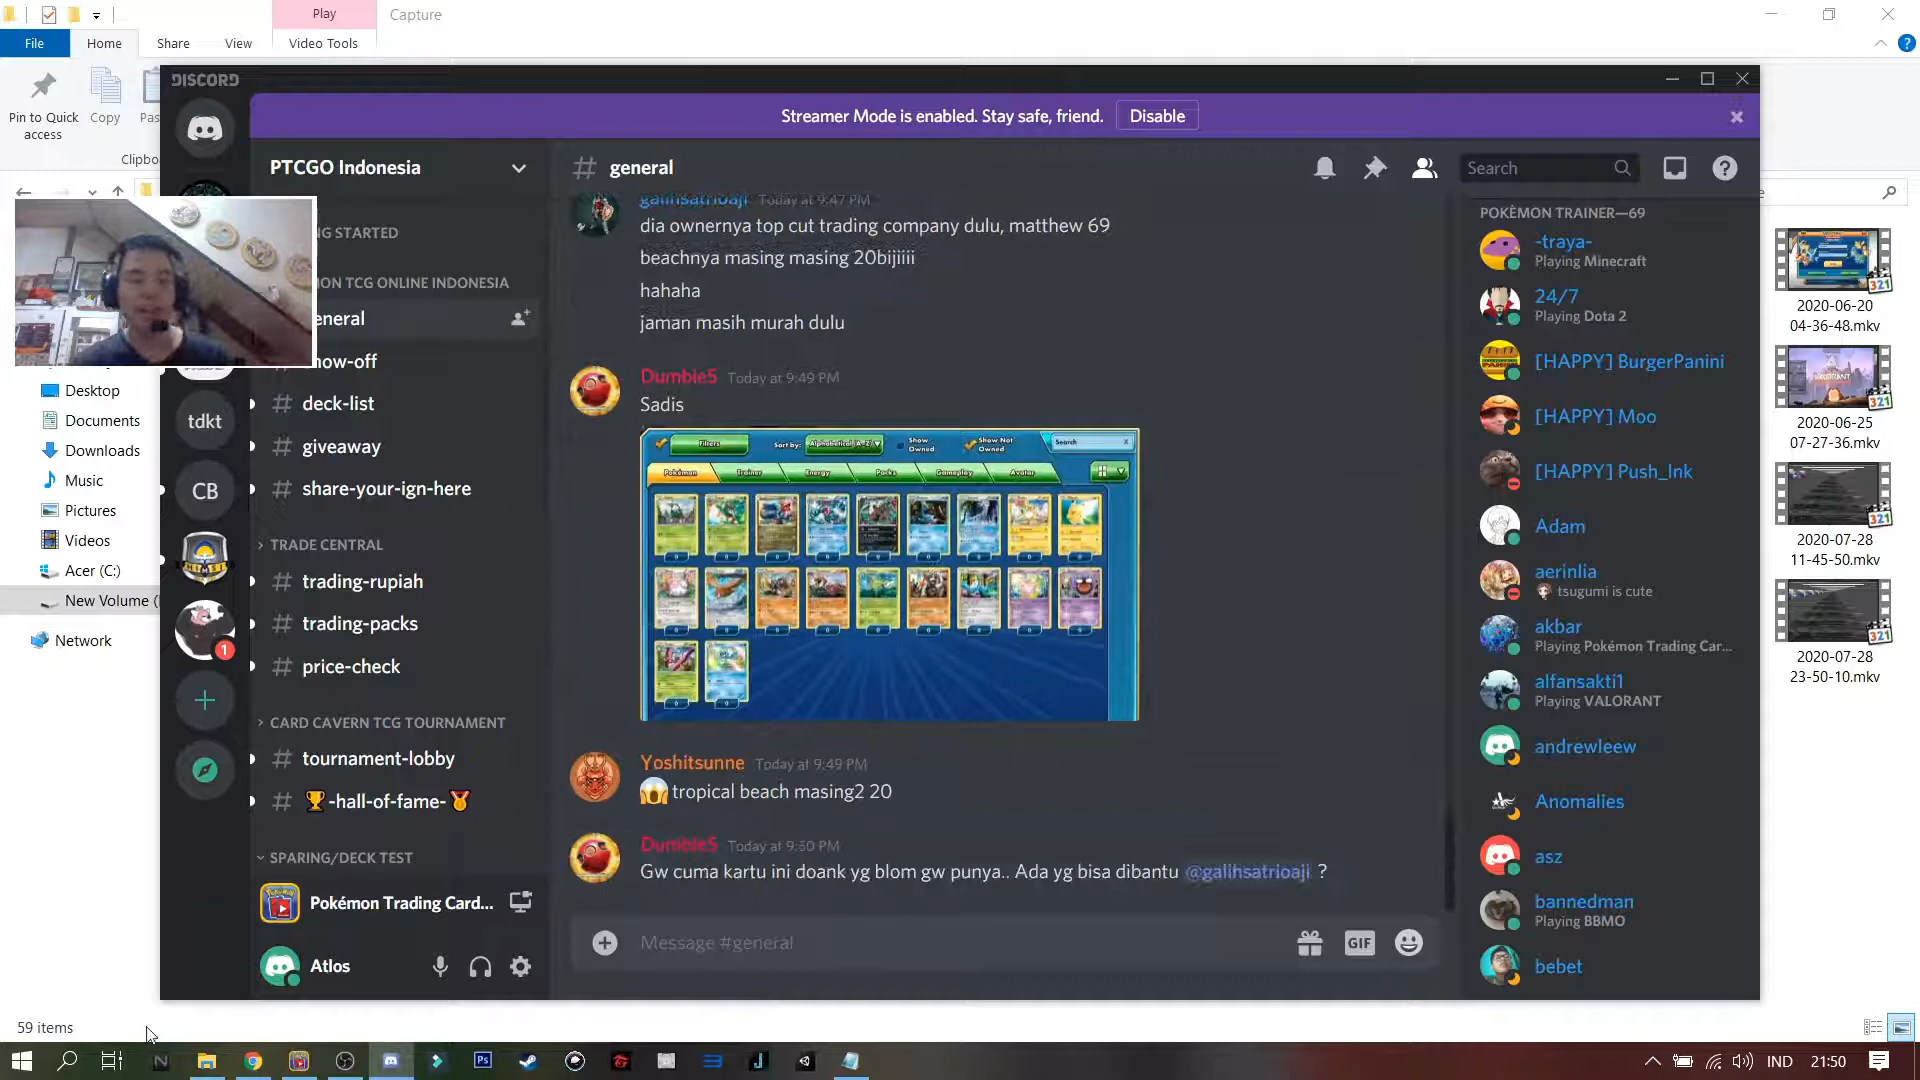 Play
Capture
File
Home
Share
View
Video Tools
Pin to Quick
access
Copy
Clipbo
DISCORD
Streamer Mode is enabled. Stay safe, friend.
Disable
PTCGO Indonesia
general
Search
galihsatrioaji Today at 9:47 PM
dia ownernya top cut trading company dulu, matthew 69
beachnya masing masing 20bijiiii
hahaha
jaman masih murah dulu
Dumbie5 Today at 9:49 PM
Sadis
Filters
Sort by:
Alphabetical (A-Z)
Show
Owned
Show Not
Owned
Search
Pokémon
Trainer
Energy
Packs
Gameplay
Avatar
Yoshitsunne Today at 9:49 PM
tropical beach masing2 20
Dumbie5 Today at 9:50 PM
Gw cuma kartu ini doank yg blom gw punya.. Ada yg bisa dibantu @galihsatrioaji ?
Message #general
GIF
NG STARTED
ON TCG ONLINE INDONESIA
eneral
how-off
deck-list
giveaway
share-your-ign-here
TRADE CENTRAL
trading-rupiah
trading-packs
price-check
CARD CAVERN TCG TOURNAMENT
tournament-lobby
-hall-of-fame-
SPARING/DECK TEST
Pokémon Trading Card...
Atlos
tdkt
CB
1
Desktop
Documents
Downloads
Music
Pictures
Videos
Acer (C:)
New Volume (
Network
POKÈMON TRAINER—69
-traya-
Playing Minecraft
24/7
Playing Dota 2
[HAPPY] BurgerPanini
[HAPPY] Moo
[HAPPY] Push_Ink
Adam
aerinlia
tsugumi is cute
akbar
Playing Pokémon Trading Car...
alfansakti1
Playing VALORANT
andrewleew
Anomalies
asz
bannedman
Playing BBMO
bebet
2020-06-20
04-36-48.mkv
2020-06-25
07-27-36.mkv
2020-07-28
11-45-50.mkv
2020-07-28
23-50-10.mkv
321
321
321
321
59 items
Ps
IND
21:50